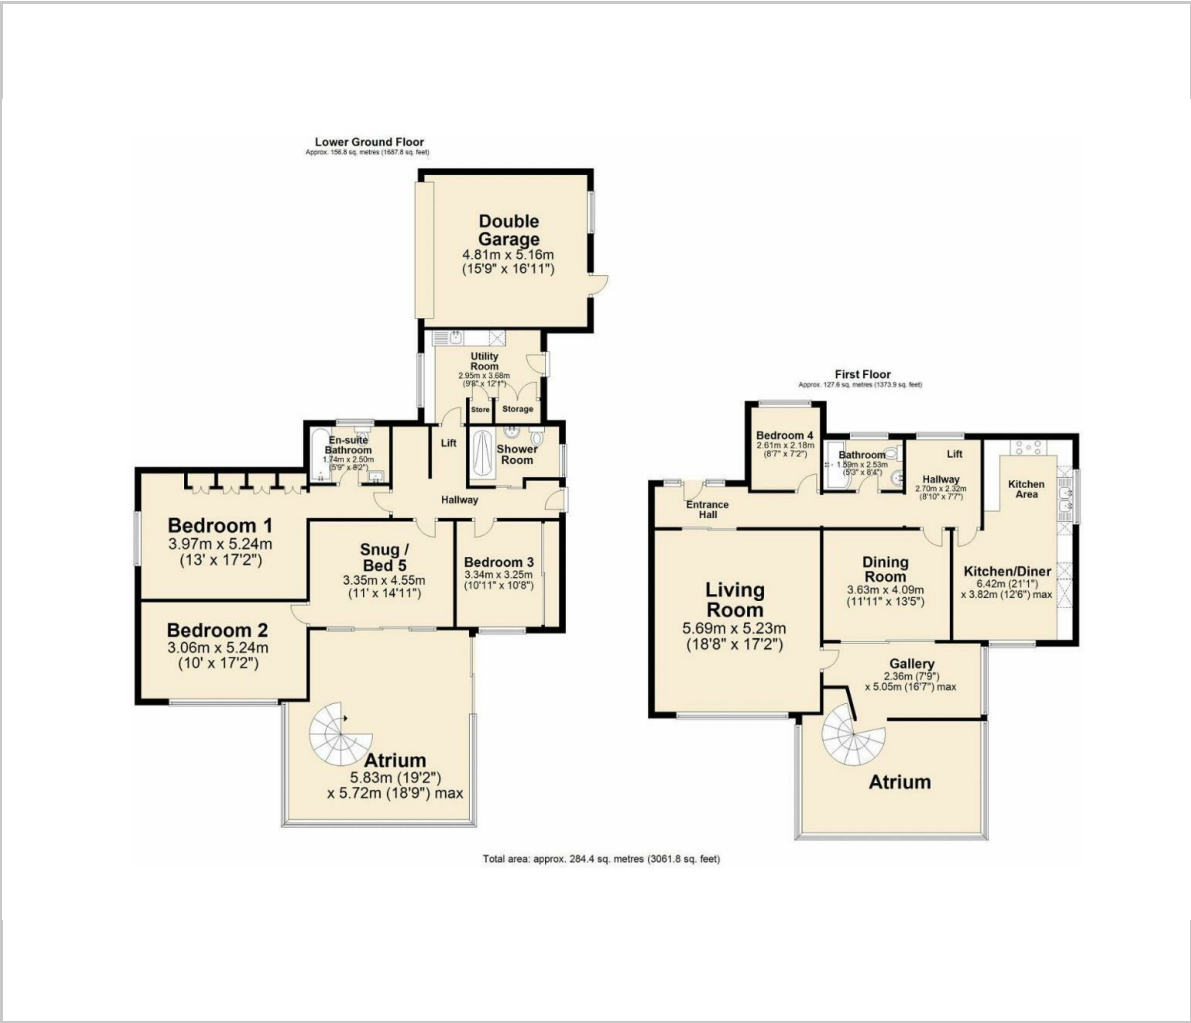 Lower Ground Floor
Approx. 156.8 sq. metres (1687.8 sq. feet)
Double
Garage
4.81m x 5.16m
(15'9" x 16'11")
Utility
Room
2.95m x 3.68m
(9'8" x 12'1")
Store
Storage
En-suite
Bathroom
1.74m x 2.50m
(5'9" x 8'2")
Lift
Shower
Room
Hallway
Bedroom 1
3.97m x 5.24m
(13' x 17'2")
Snug /
Bed 5
3.35m x 4.55m
(11' x 14'11")
Bedroom 3
3.34m x 3.25m
(10'11" x 10'8")
Bedroom 2
3.06m x 5.24m
(10' x 17'2")
Atrium
5.83m (19'2")
x 5.72m (18'9") max
First Floor
Approx. 127.6 sq. metres (1373.9 sq. feet)
Bedroom 4
2.61m x 2.18m
(8'7" x 7'2")
Bathroom
1.59m x 2.53m
(5'3" x 8'4")
Lift
Hallway
2.70m x 2.32m
(8'10" x 7'7")
Kitchen
Area
Entrance
Hall
Living
Room
5.69m x 5.23m
(18'8" x 17'2")
Dining
Room
3.63m x 4.09m
(11'11" x 13'5")
Kitchen/Diner
6.42m (21'1")
x 3.82m (12'6") max
Gallery
2.36m (7'9")
x 5.05m (16'7") max
Atrium
Total area: approx. 284.4 sq. metres (3061.8 sq. feet)